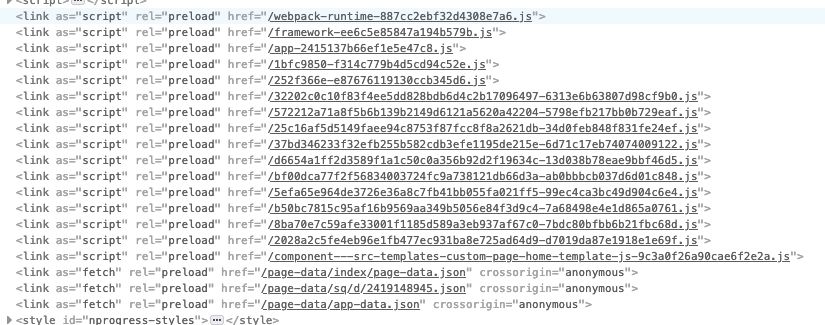 <script>…</script>
<link as="script" rel="preload" href="/webpack-runtime-887cc2ebf32d4308e7a6.js">
<link as="script" rel="preload" href="/framework-ee6c5e85847a194b579b.js">
<link as="script" rel="preload" href="/app-2415137b66ef1e5e47c8.js">
<link as="script" rel="preload" href="/1bfc9850-f314c779b4d5cd94c52e.js">
<link as="script" rel="preload" href="/252f366e-e87676119130ccb345d6.js">
<link as="script" rel="preload" href="/32202c0c10f83f4ee5dd828bdb6d4c2b17096497-6313e6b63807d98cf9b0.js">
<link as="script" rel="preload" href="/572212a71a8f5b6b139b2149d6121a5620a42204-5798efb217bb0b729eaf.js">
<link as="script" rel="preload" href="/25c16af5d5149faee94c8753f87fcc8f8a2621db-34d0feb848f831fe24ef.js">
<link as="script" rel="preload" href="/37bd346233f32efb255b582cdb3efe1195de215e-6d71c17eb74074009122.js">
<link as="script" rel="preload" href="/d6654a1ff2d3589f1a1c50c0a356b92d2f19634c-13d038b78eae9bbf46d5.js">
<link as="script" rel="preload" href="/bf00dca77f2f56834003724fc9a738121db66d3a-ab0bbbcb037d6d01c848.js">
<link as="script" rel="preload" href="/5efa65e964de3726e36a8c7fb41bb055fa021ff5-99ec4ca3bc49d904c6e4.js">
<link as="script" rel="preload" href="/b50bc7815c95af16b9569aa349b5056e84f3d9c4-7a68498e4e1d865a0761.js">
<link as="script" rel="preload" href="/8ba70e7c59afe33001f1185d589a3eb937af67c0-7bdc80bfbb6b21fbc68d.js">
<link as="script" rel="preload" href="/2028a2c5fe4eb96e1fb477ec931ba8e725ad64d9-d7019da87e1918e1e69f.js">
<link as="script" rel="preload" href="/component---src-templates-custom-page-home-template-js-9c3a0f26a90cae6f2e2a.js">
<link as="fetch" rel="preload" href="/page-data/index/page-data.json" crossorigin="anonymous">
<link as="fetch" rel="preload" href="/page-data/sq/d/2419148945.json" crossorigin="anonymous">
<link as="fetch" rel="preload" href="/page-data/app-data.json" crossorigin="anonymous">
<style id="nprogress-styles">…</style>